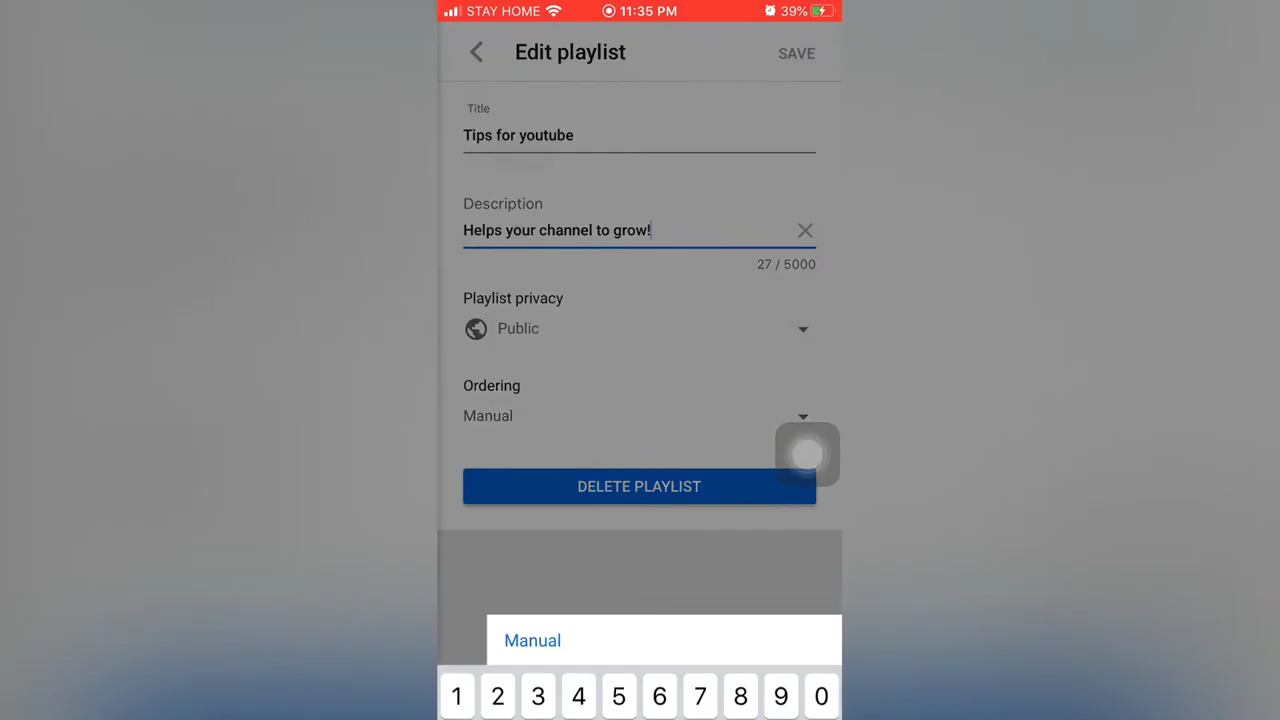 STAY HOME 11:35 PM 39%
Edit playlist SAVE
Title
Tips for youtube
Description
Helps your channel to grow!
27 / 5000
Playlist privacy
Public
Ordering
Manual
DELETE PLAYLIST
Manual
1 2 3 4 5 6 7 8 9 0